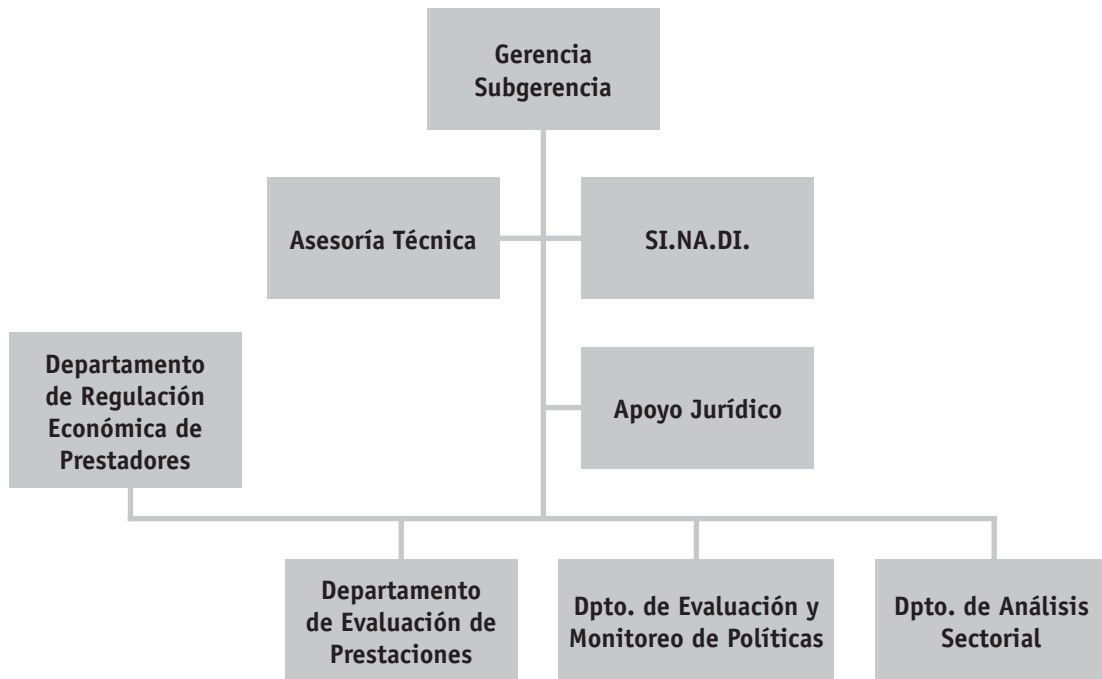 Gerencia
Subgerencia
Asesoría Técnica
SI.NA.DI.
Departamento
de Regulación
Económica de
Prestadores
Apoyo Jurídico
Departamento
de Evaluación de
Prestaciones
Dpto. de Evaluación y
Monitoreo de Políticas
Dpto. de Análisis
Sectorial